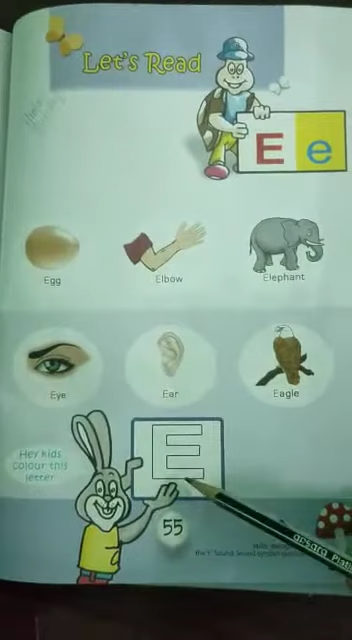 Let's Read
E e
Egg
Elbow
Elephant
Eye
Ear
Eagle
Hey kids
colour this
letter
E
55